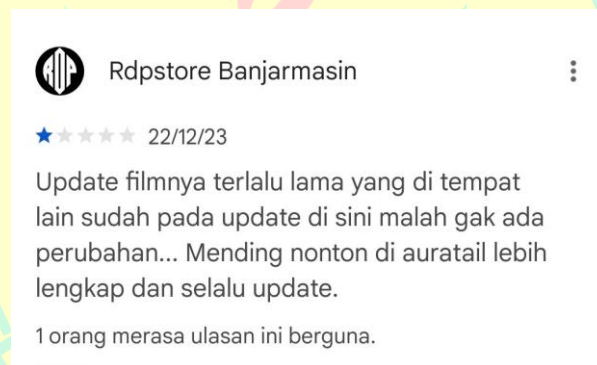 RDP
Rdpstore Banjarmasin
22/12/23
Update filmnya terlalu lama yang di tempat
lain sudah pada update di sini malah gak ada
perubahan... Mending nonton di auratail lebih
lengkap dan selalu update.
1 orang merasa ulasan ini berguna.